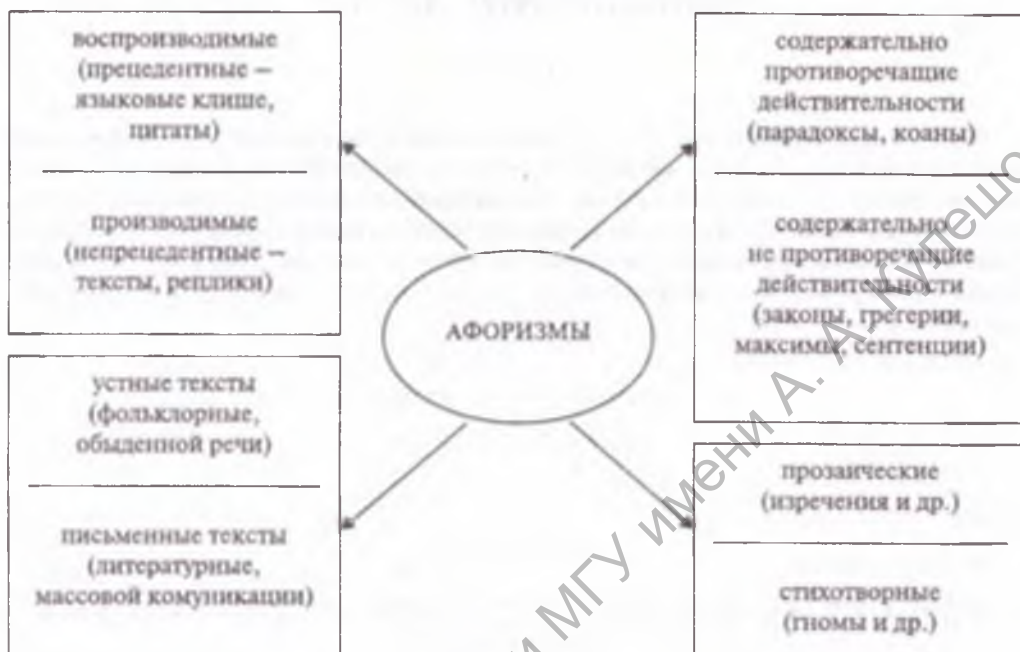 воспроизводимые
(прецедентные –
языковые клише,
цитаты)
производимые
(непрецедентные –
тексты, реплики)
содержательно
противоречащие
действительности
(парадоксы, коаны)
содержательно
не противоречащие
действительности
(законы, грегерии,
максимы, сентенции)
АФОРИЗМЫ
устные тексты
(фольклорные,
обыденной речи)
письменные тексты
(литературные,
массовой комуникации)
прозаические
(изречения и др.)
стихотворные
(гномы и др.)
МГУ имени А. А. Кулешо